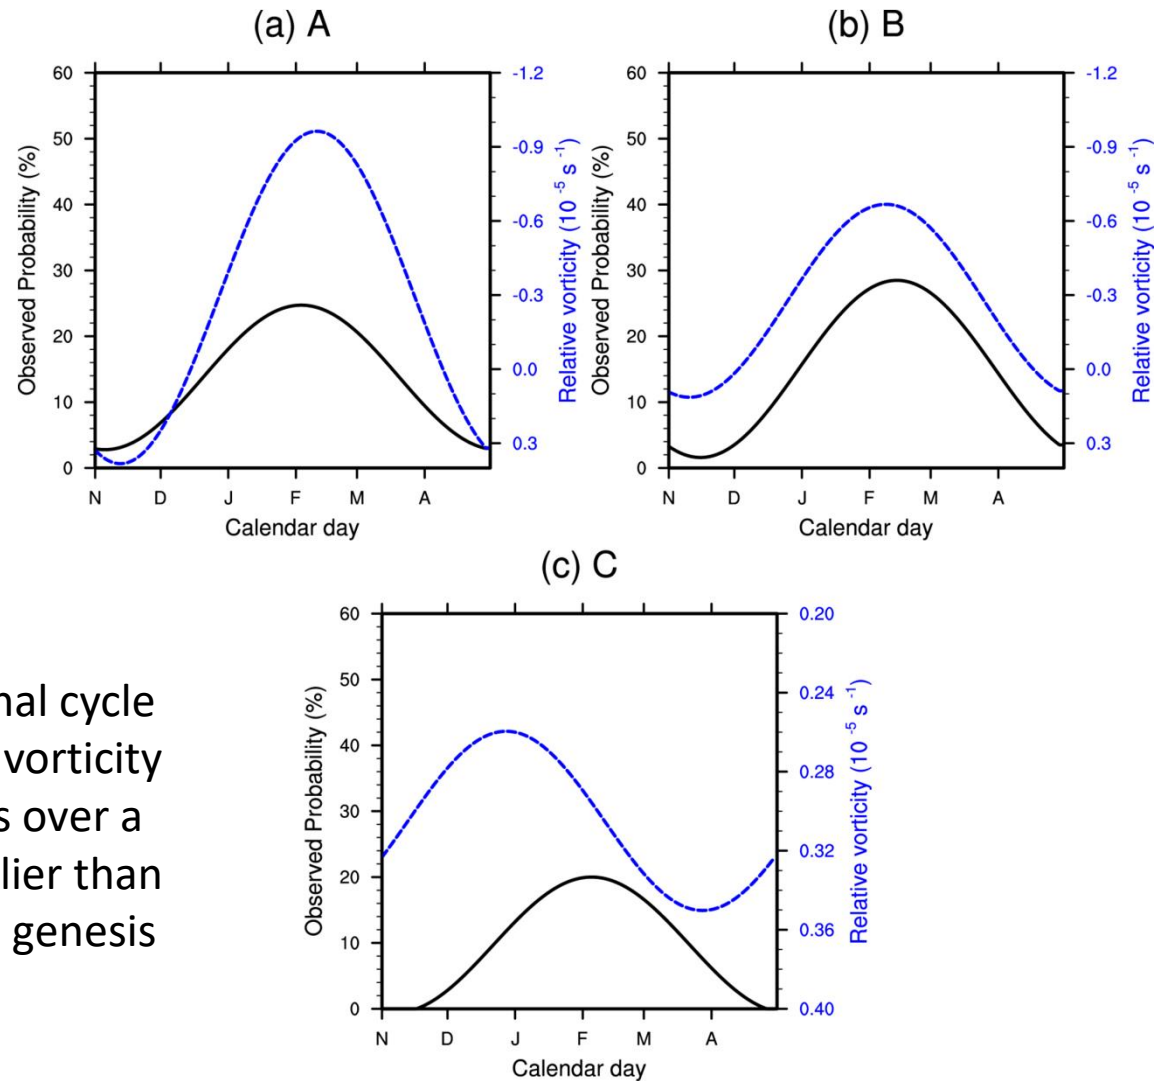 (a) A
60
50
40
30
20
10
0
Observed Probability (%)
-1.2
-0.9
-0.6
-0.3
0.0
0.3
Relative vorticity (10 -5 s -1)
N D J F M A
Calendar day
(b) B
60
50
40
30
20
10
0
Observed Probability (%)
-1.2
-0.9
-0.6
-0.3
0.0
0.3
Relative vorticity (10 -5 s -1)
N D J F M A
Calendar day
(c) C
60
50
40
30
20
10
0
Observed Probability (%)
0.20
0.24
0.28
0.32
0.36
0.40
Relative vorticity (10 -5 s -1)
N D J F M A
Calendar day
nal cycle
vorticity
s over a
lier than
genesis